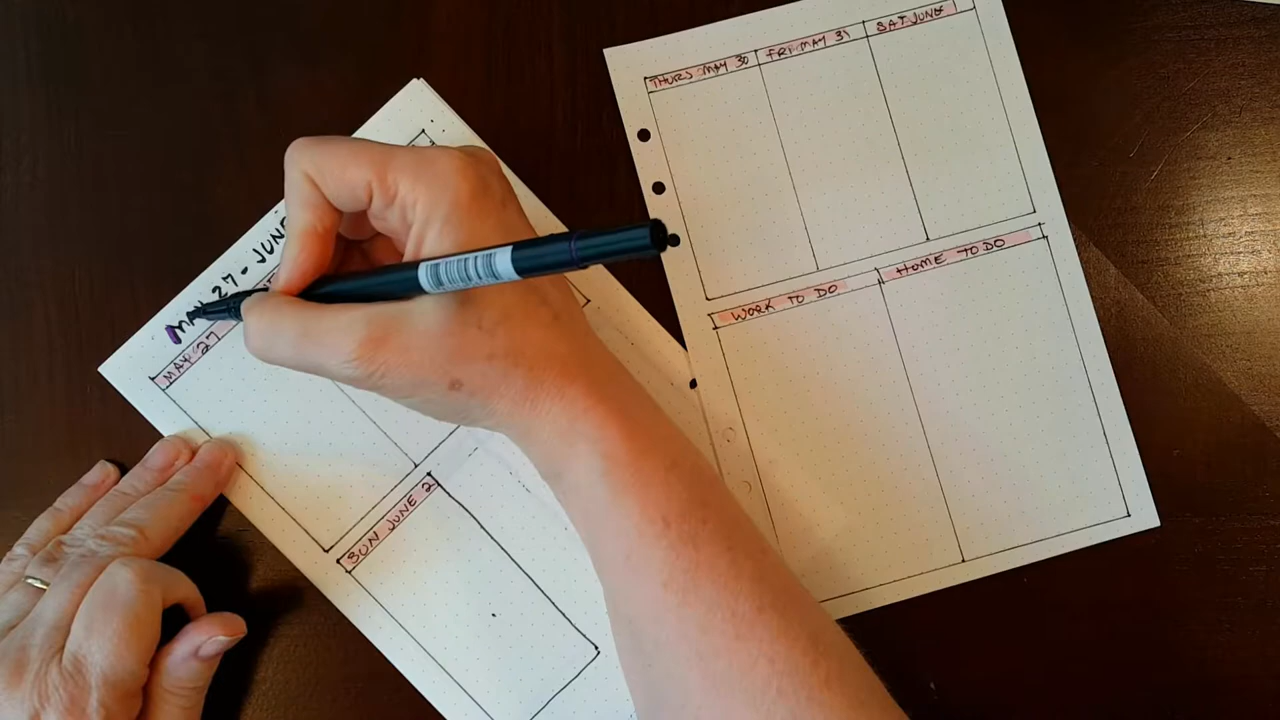 MAY 27 - JUNE
MAY 27
SUN JUNE 2
THURS MAY 30
FRI MAY 31
SAT JUNE
WORK TO DO
HOME TO DO